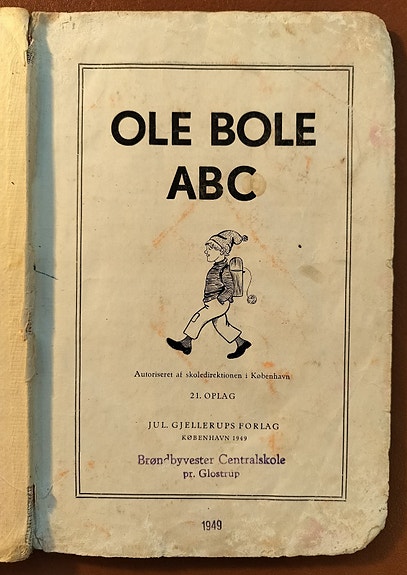 OLE BOLE
ABC
Autoriseret af skoledirektionen i København
21. OPLAG
JUL. GJELLERUPS FORLAG
KØBENHAVN 1949
Brøndbyvester Centralskole
pr. Glostrup
1949